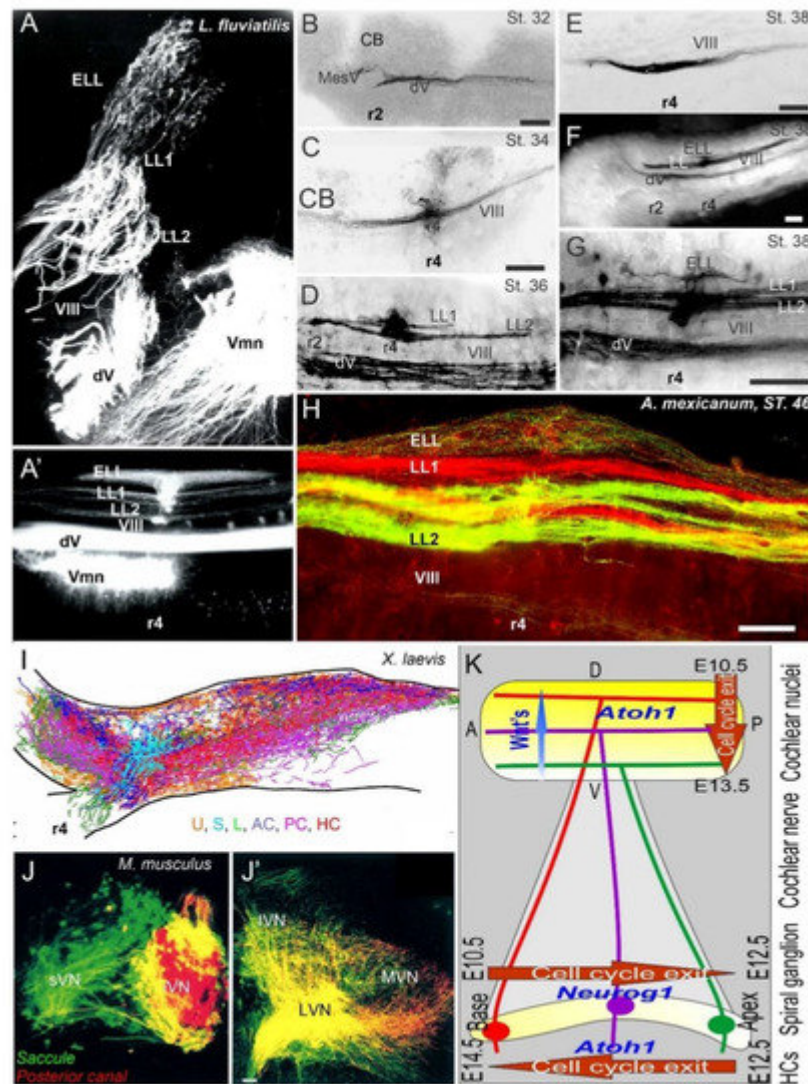 A
L. fluviatilis
ELL
LL1
LL2
VIII
dV
Vmn
A'
ELL
LL1
LL2
VIII
dV
Vmn
r4
B
St. 32
CB
MesV
dV
r2
C
St. 34
CB
VIII
r4
D
St. 36
LL1
LL2
r2
r4
VIII
dV
E
St. 38
VIII
r4
F
ELL
LL
VIII
dV
r2
r4
G
St. 38
ELL
LL1
LL2
VIII
dV
r4
H
A. mexicanum, ST. 46
ELL
LL1
LL2
VIII
r4
I
X. laevis
r4
U, S, L, AC, PC, HC
J
M. musculus
sVN
Saccule
Posterior canal
J'
IVN
MVN
LVN
K
D
E10.5
Atoh1
Wnt's
A
P
Cell cycle exit
V
E13.5
Cochlear nuclei
Cochlear nerve
Spiral ganglion
HCs
E10.5
Cell cycle exit
E12.5
Neurog1
Base
Apex
Atoh1
E14.5
Cell cycle exit
E12.5